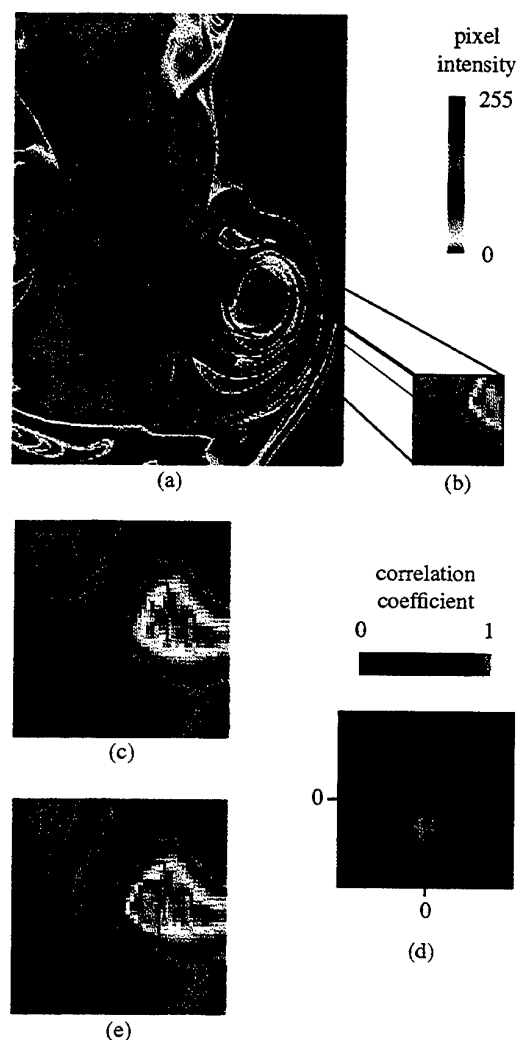 pixel
intensity
255
0
(a)
(b)
correlation
coefficient
0 1
(c)
0
0
(d)
(e)